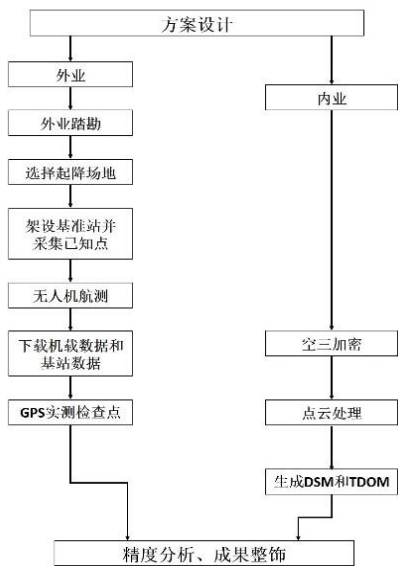 方案设计
外业
外业踏勘
选择起降场地
架设基准站并
采集已知点
无人机航测
下载机载数据和
基站数据
GPS实测检查点
内业
空三加密
点云处理
生成DSM和TDOM
精度分析、成果整饰